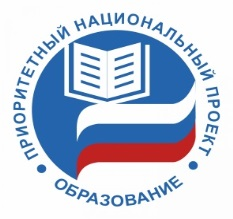 ПРИОРИТЕТНЫЙ НАЦИОНАЛЬНЫЙ ПРОЕКТ
ОБРАЗОВАНИЕ